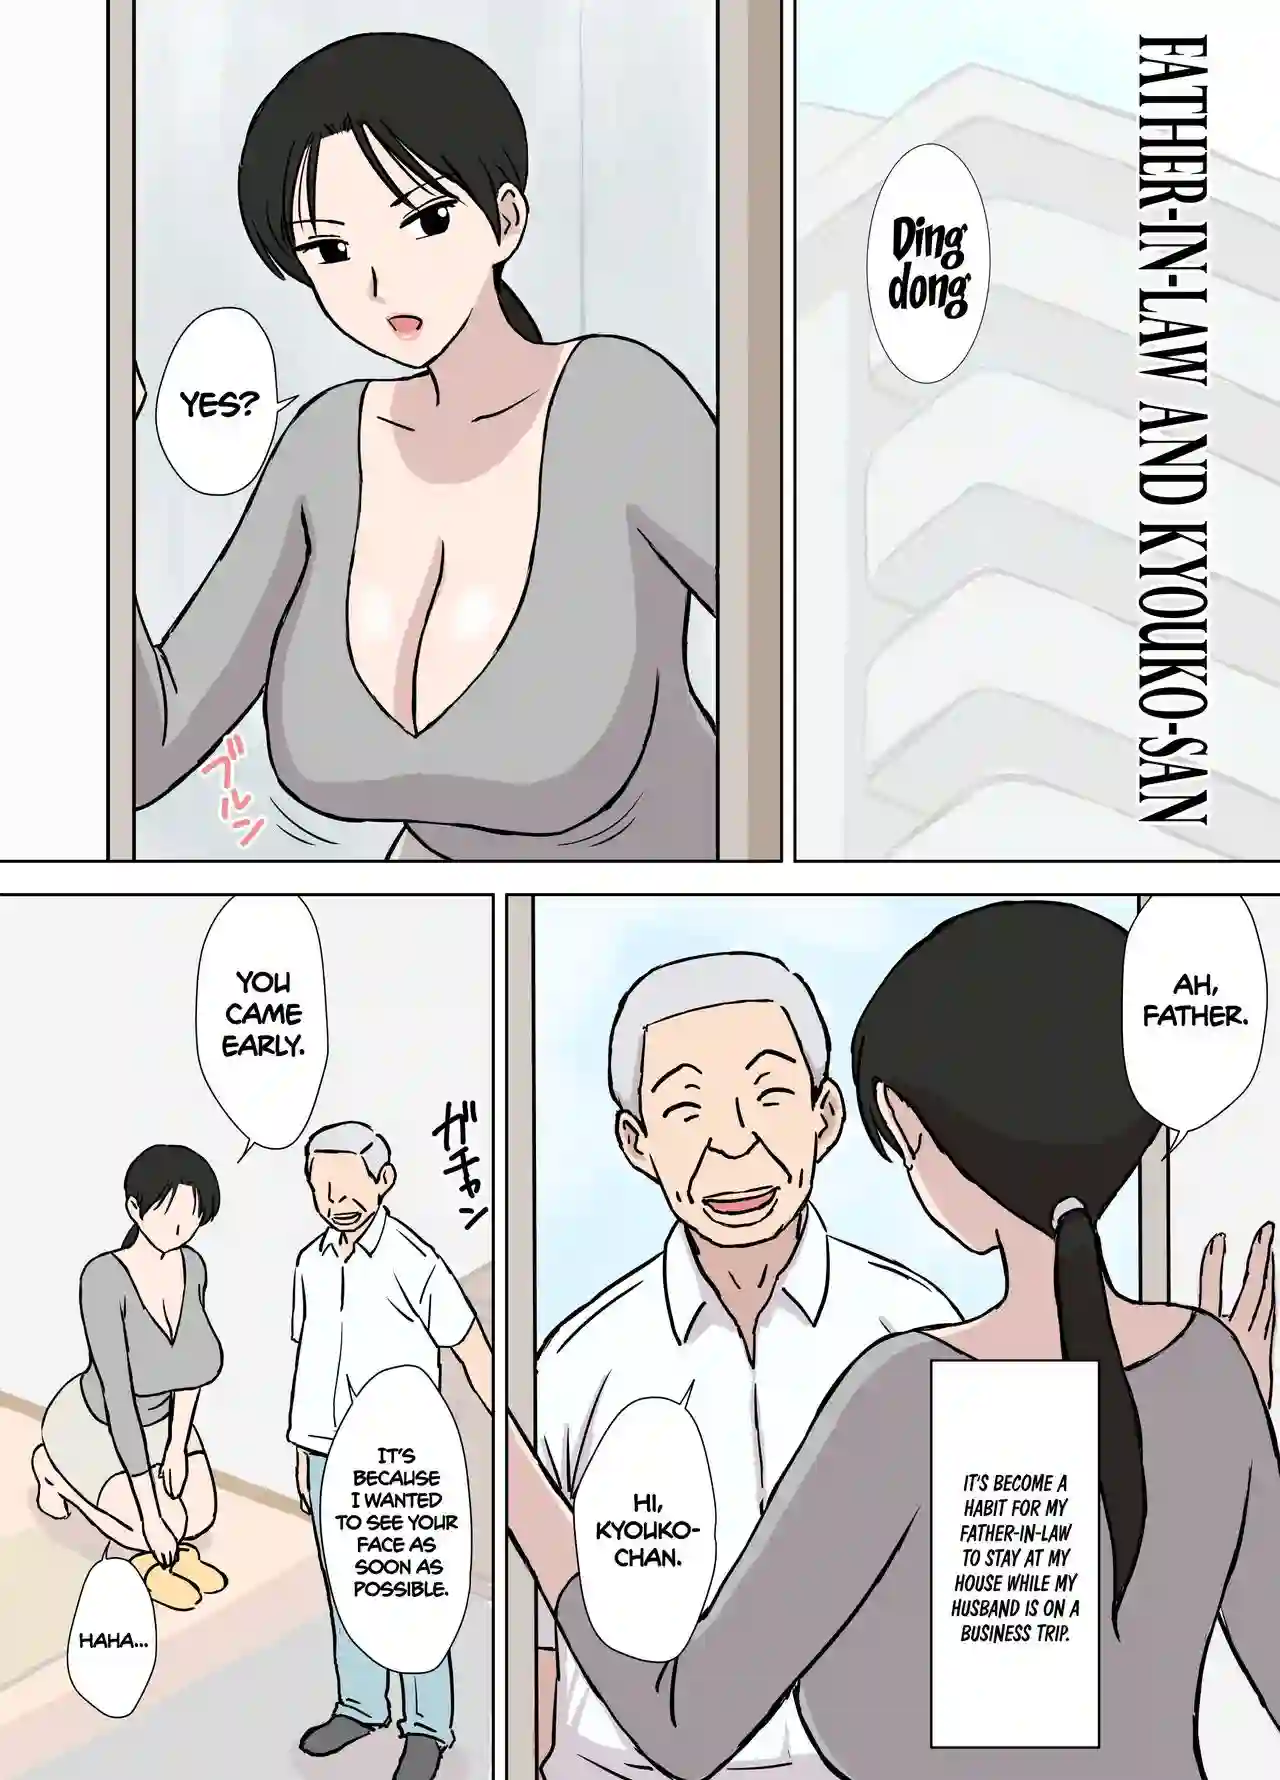 FATHER-IN-LAW AND KYOUKO-SAN
Ding
dong
YES?
ブルン
AH,
FATHER.
HI,
KYOUKO-
CHAN.
IT'S BECOME A
HABIT FOR MY
FATHER-IN-LAW
TO STAY AT MY
HOUSE WHILE MY
HUSBAND IS ON A
BUSINESS TRIP.
YOU
CAME
EARLY.
ガチャン
IT'S
BECAUSE
I WANTED
TO SEE YOUR
FACE AS
SOON AS
POSSIBLE.
HAHA...